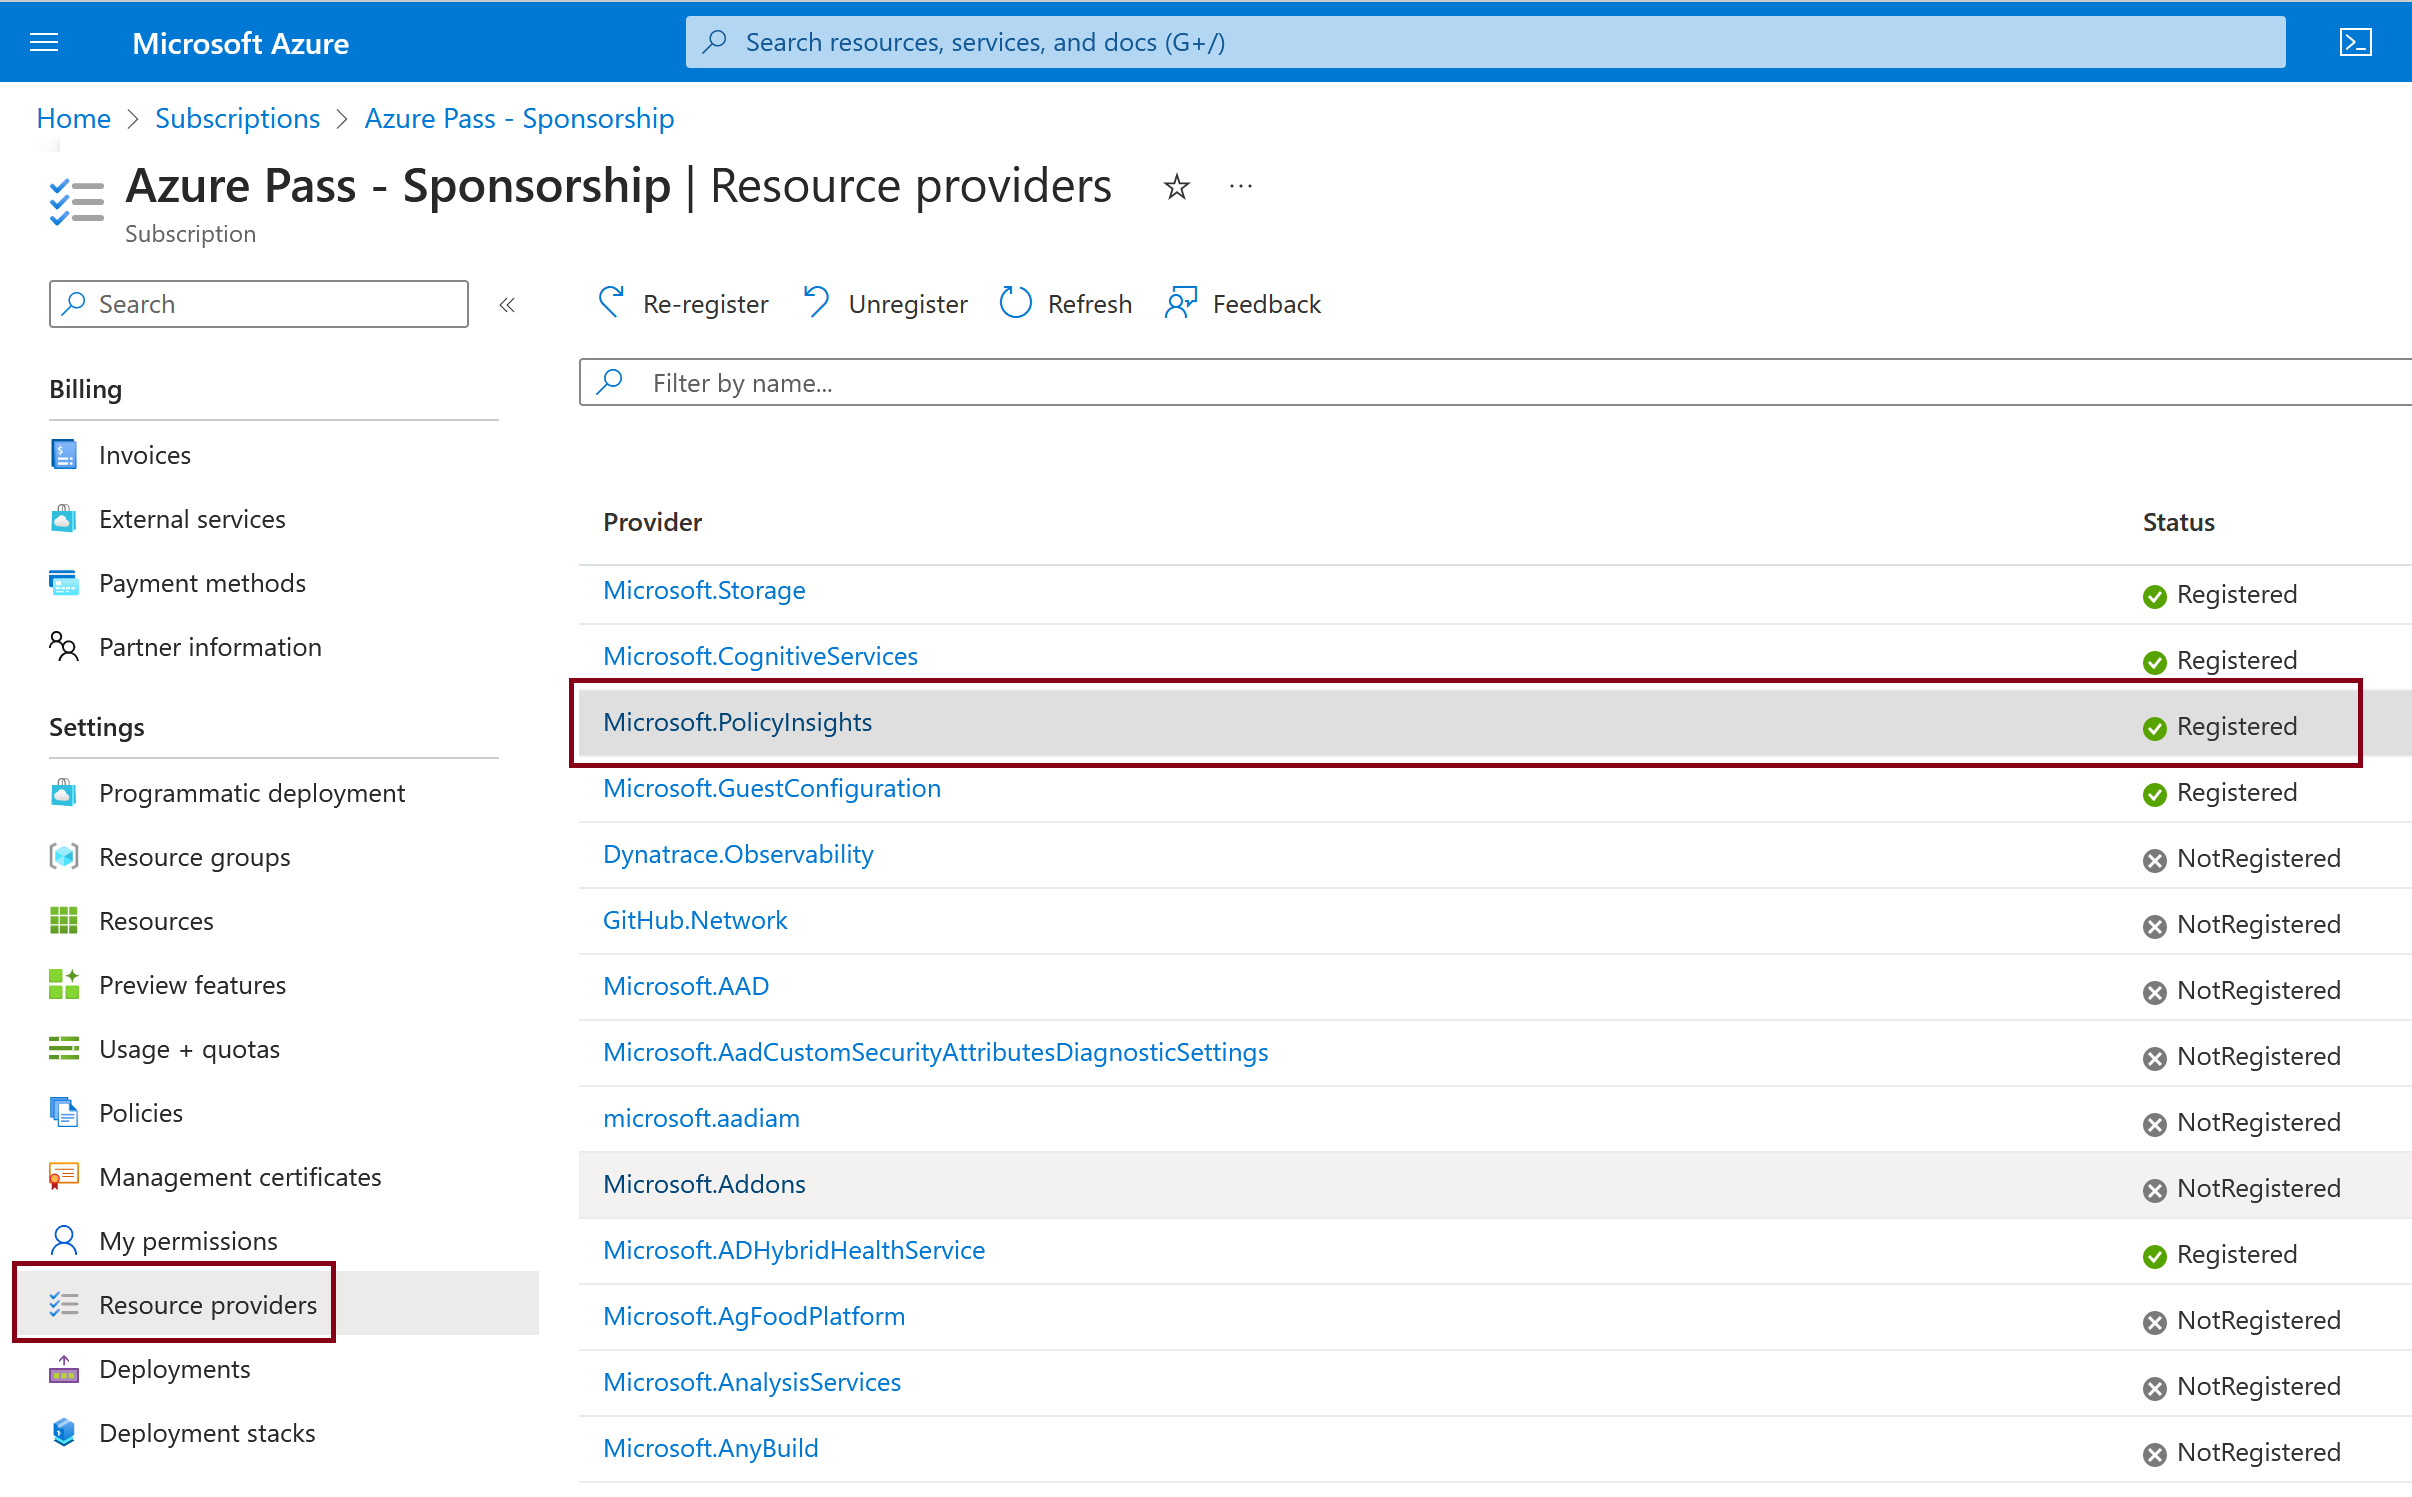 Microsoft Azure
Search resources, services, and docs (G+/)
Home > Subscriptions > Azure Pass - Sponsorship
Azure Pass - Sponsorship | Resource providers
Subscription
Search
Re-register Unregister Refresh Feedback
Filter by name...
Billing
Invoices
External services
Payment methods
Partner information
Settings
Programmatic deployment
Resource groups
Resources
Preview features
Usage + quotas
Policies
Management certificates
My permissions
Resource providers
Deployments
Deployment stacks
Provider Status
Microsoft.Storage Registered
Microsoft.CognitiveServices Registered
Microsoft.PolicyInsights Registered
Microsoft.GuestConfiguration Registered
Dynatrace.Observability NotRegistered
GitHub.Network NotRegistered
Microsoft.AAD NotRegistered
Microsoft.AadCustomSecurityAttributesDiagnosticSettings NotRegistered
microsoft.aadiam NotRegistered
Microsoft.Addons NotRegistered
Microsoft.ADHybridHealthService Registered
Microsoft.AgFoodPlatform NotRegistered
Microsoft.AnalysisServices NotRegistered
Microsoft.AnyBuild NotRegistered